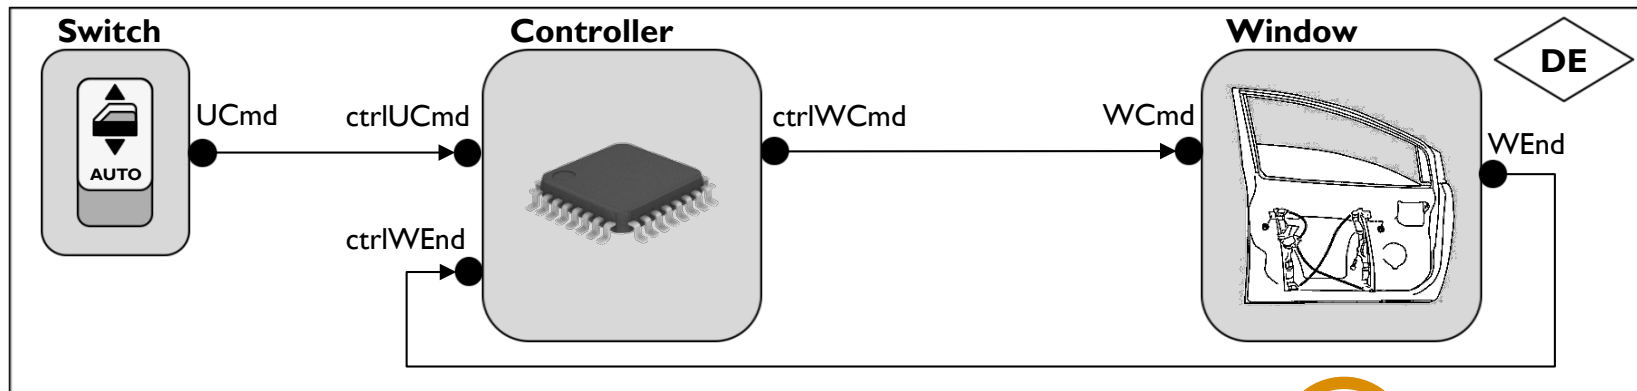 Switch
Controller
Window
DE
UCmd
ctrlUCmd
ctrlWCmd
WCmd
WEnd
AUTO
ctrlWEnd